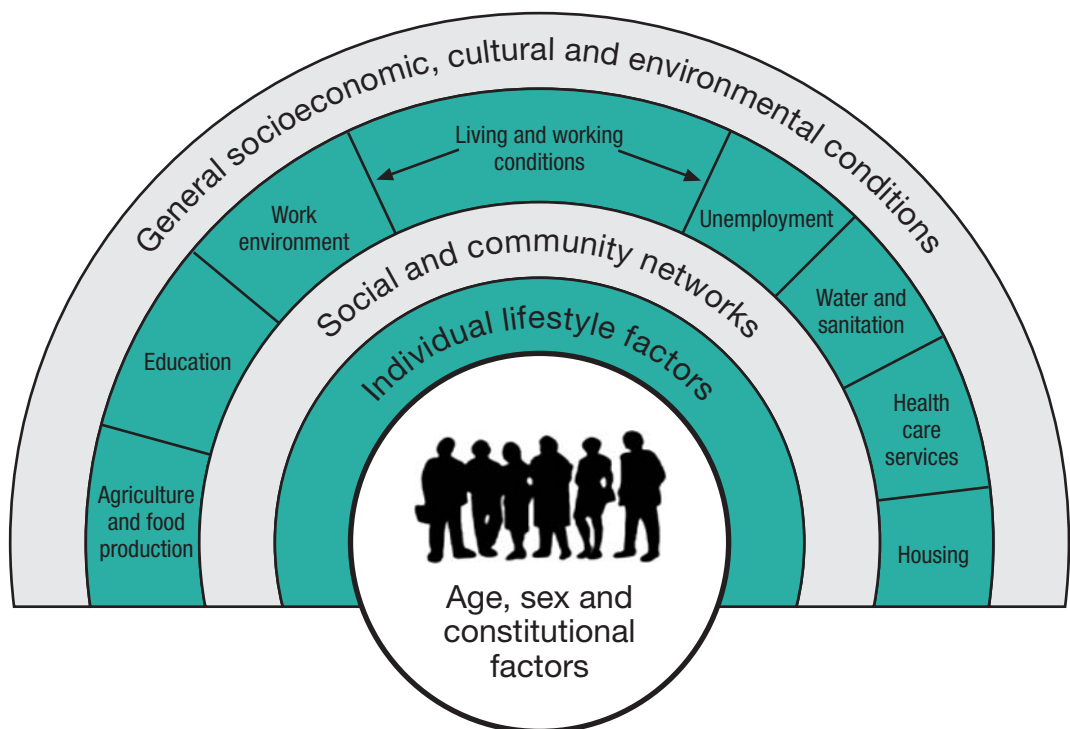 General socioeconomic, cultural and environmental conditions
Living and working
conditions
Work
environment
Unemployment
Education
Water and
sanitation
Agriculture
and food
production
Health
care
services
Housing
Social and community networks
Individual lifestyle factors
Age, sex and
constitutional
factors